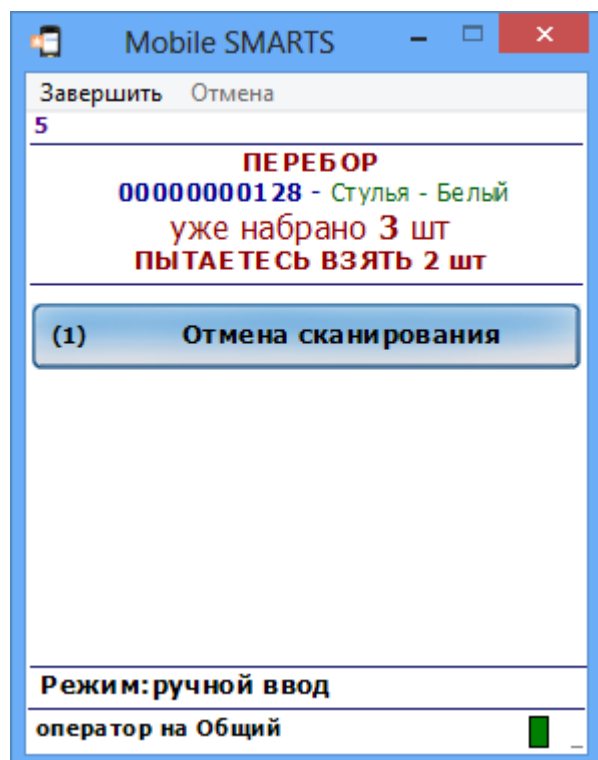 Mobile SMARTS
Завершить Отмена
5
ПЕРЕБОР
00000000128 - Стулья - Белый
уже набрано 3 шт
ПЫТАЕТЕСЬ ВЗЯТЬ 2 шт
(1) Отмена сканирования
Режим:ручной ввод
оператор на Общий